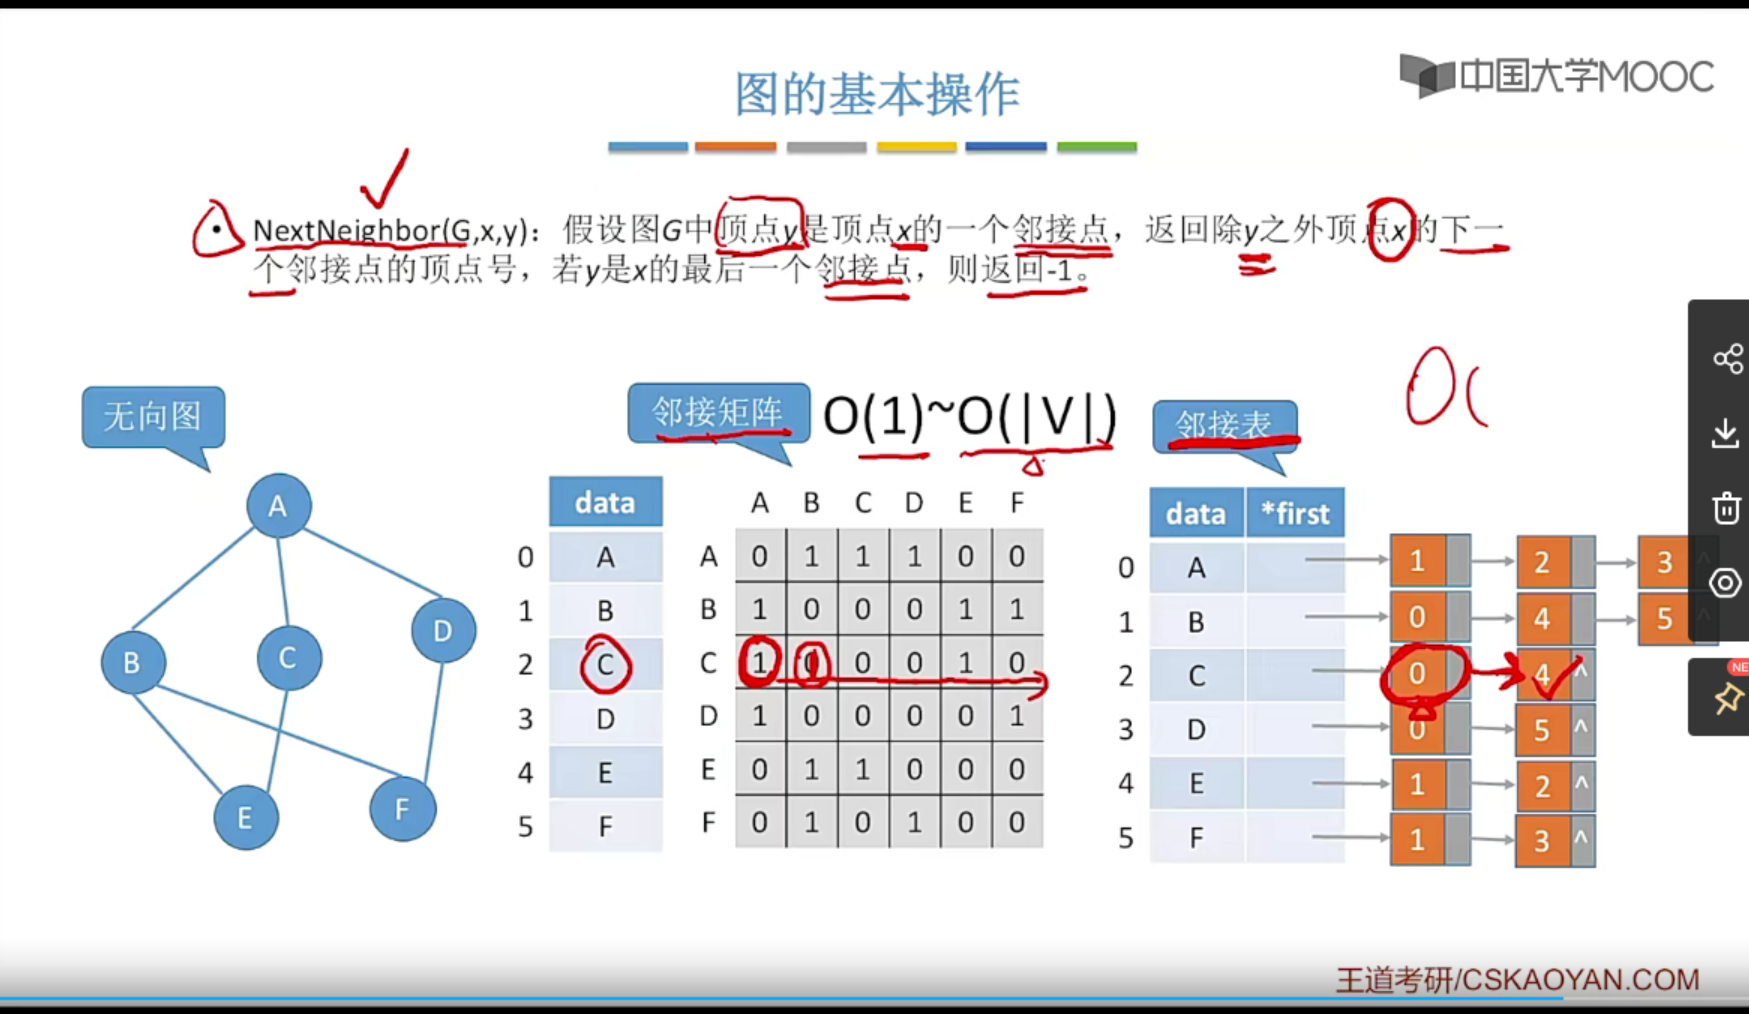 中国大学MOOC
图的基本操作
• NextNeighbor(G,x,y)：假设图G中顶点y是顶点x的一个邻接点，返回除y之外顶点x的下一
个邻接点的顶点号，若y是x的最后一个邻接点，则返回-1。
O(
无向图
邻接矩阵 O(1)~O(|V|)
邻接表
A
B
C
D
E
F
data
0 A
1 B
2 C
3 D
4 E
5 F
A B C D E F
A 0 1 1 1 0 0
B 1 0 0 0 1 1
C 1 0 0 0 1 0
D 1 0 0 0 0 1
E 0 1 1 0 0 0
F 0 1 0 1 0 0
data *first
0 A 1 2 3 ^
1 B 0 4 5 ^
2 C 0 4 ^
3 D 0 5 ^
4 E 1 2 ^
5 F 1 3 ^
NE
王道考研/CSKAOYAN.COM